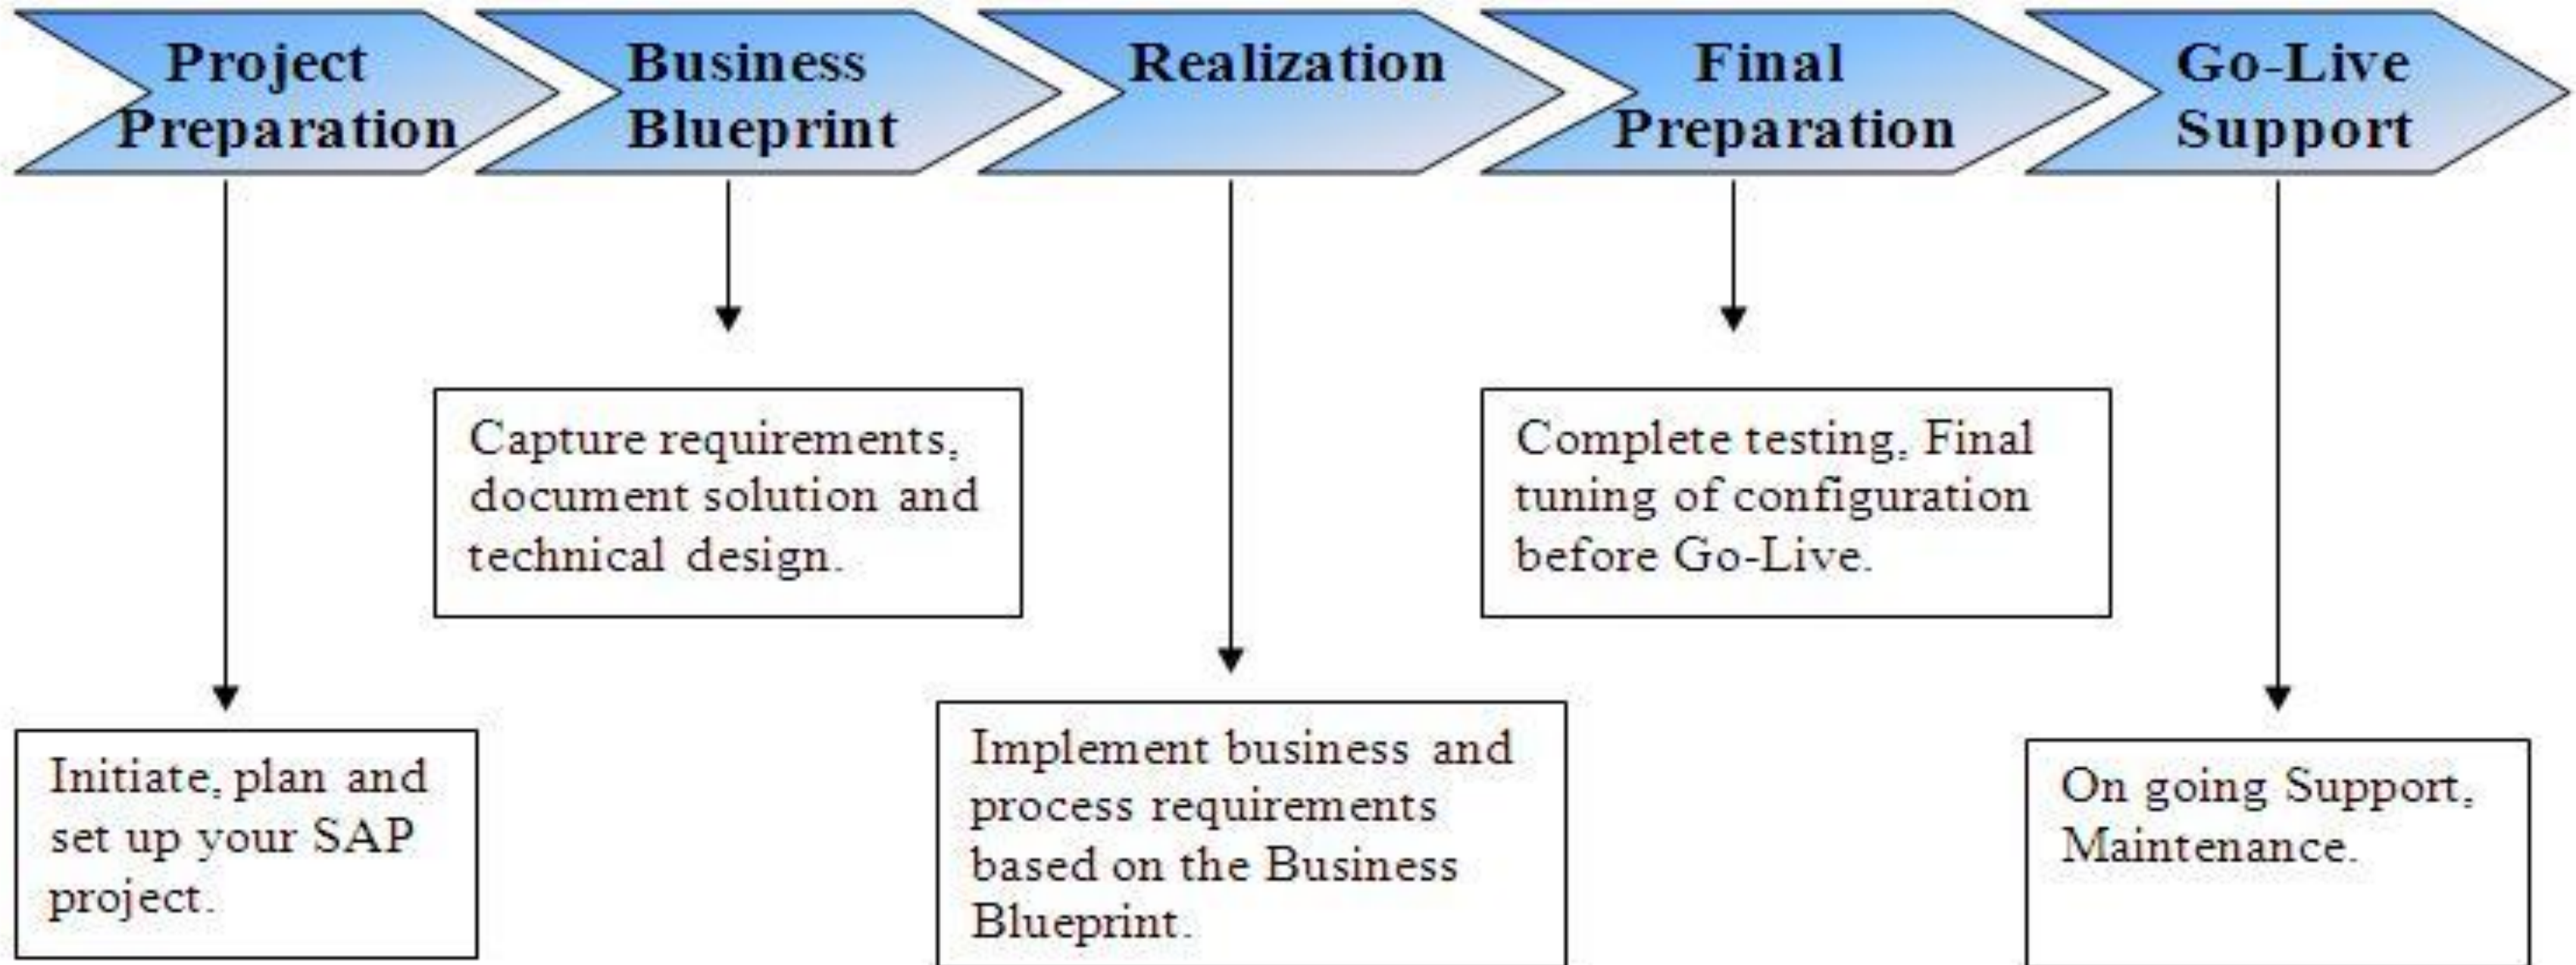 Project
Preparation
Business
Blueprint
Realization
Final
Preparation
Go-Live
Support
Capture requirements,
document solution and
technical design.
Complete testing, Final
tuning of configuration
before Go-Live.
Initiate, plan and
set up your SAP
project.
Implement business and
process requirements
based on the Business
Blueprint.
On going Support,
Maintenance.